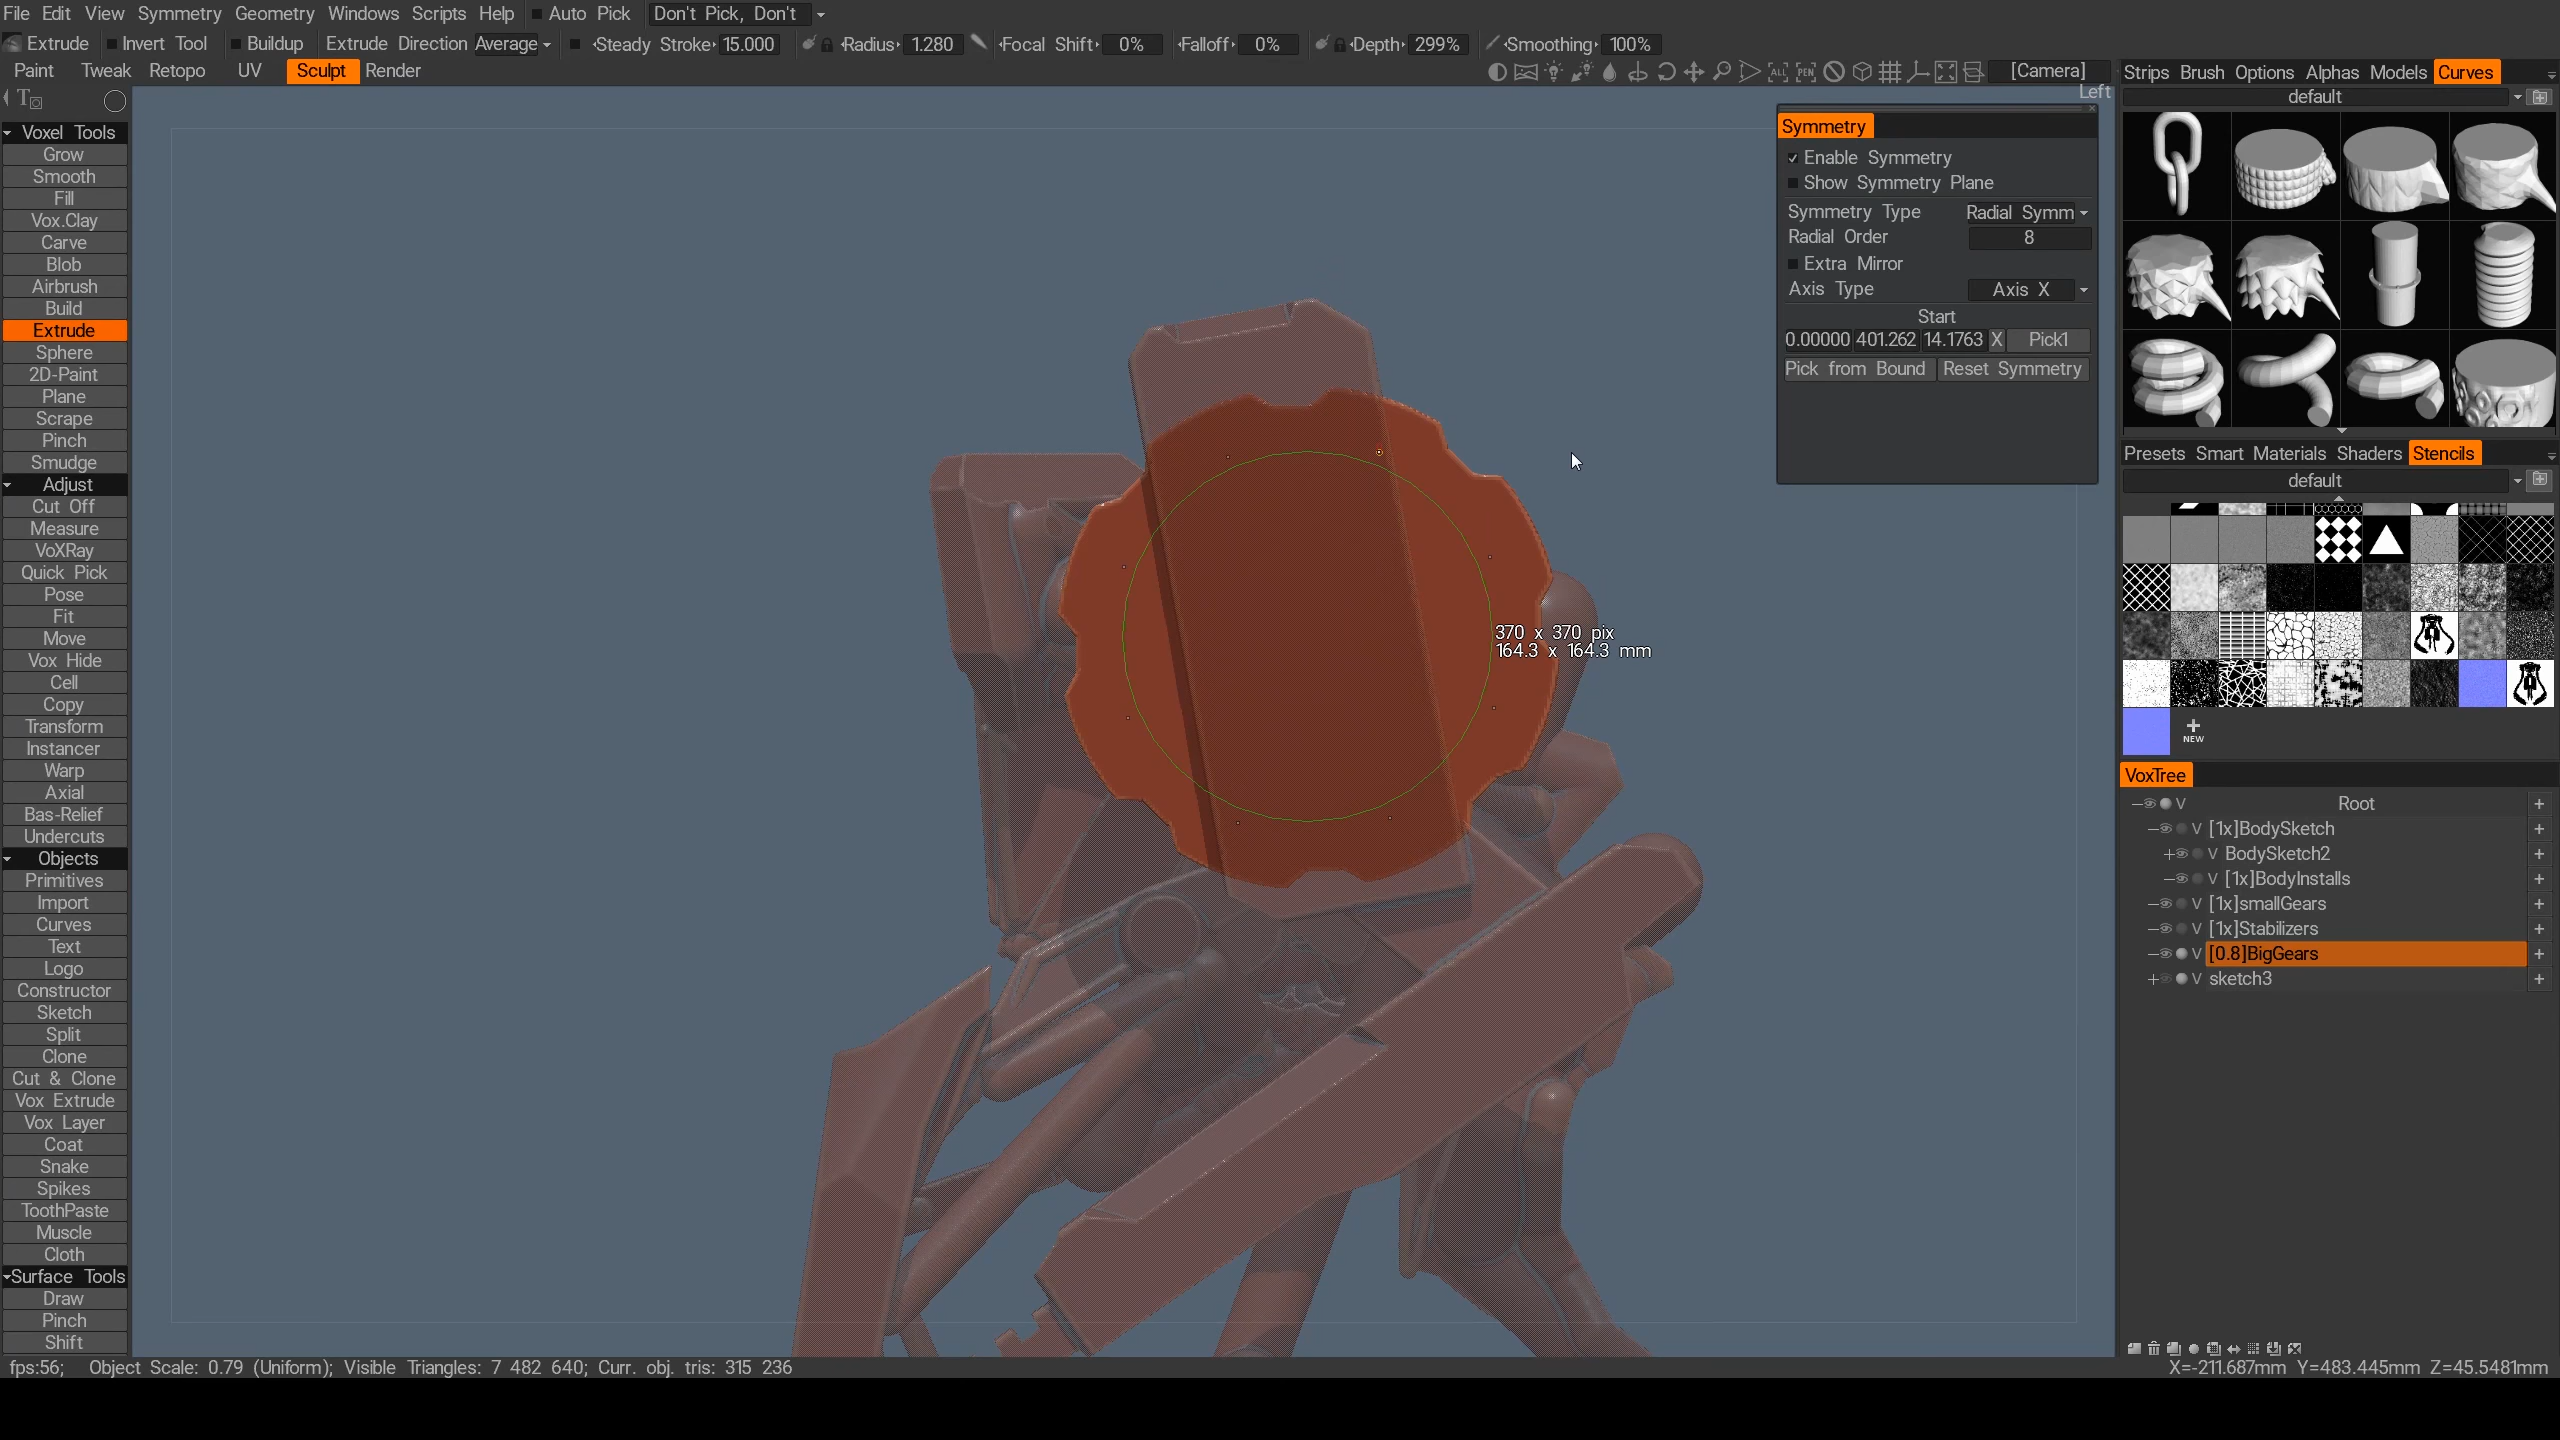 File Edit View Symmetry Geometry Windows Scripts Help Auto Pick Don't Pick, Don't
Extrude Invert Tool Buildup Extrude Direction Average Steady Stroke 15.000 Radius 1.280 Focal Shift 0% Falloff 0% Depth 299% Smoothing 100%
Paint Tweak Retopo UV Sculpt Render ALL PEN [Camera]
Left
Voxel Tools
Grow
Smooth
Fill
Vox.Clay
Carve
Blob
Airbrush
Build
Extrude
Sphere
2D-Paint
Plane
Scrape
Pinch
Smudge
Adjust
Cut Off
Measure
VoXRay
Quick Pick
Pose
Fit
Move
Vox Hide
Cell
Copy
Transform
Instancer
Warp
Axial
Bas-Relief
Undercuts
Objects
Primitives
Import
Curves
Text
Logo
Constructor
Sketch
Split
Clone
Cut & Clone
Vox Extrude
Vox Layer
Coat
Snake
Spikes
ToothPaste
Muscle
Cloth
Surface Tools
Draw
Pinch
Shift
370 x 370 pix
164.3 x 164.3 mm
Symmetry
Enable Symmetry
Show Symmetry Plane
Symmetry Type Radial Symm
Radial Order 8
Extra Mirror
Axis Type Axis X
Start
0.00000 401.262 14.1763 X Pick1
Pick from Bound Reset Symmetry
Strips Brush Options Alphas Models Curves
default
Presets Smart Materials Shaders Stencils
default
NEW
VoxTree
V Root +
V [1x]BodySketch +
V BodySketch2 +
V [1x]BodyInstalls +
V [1x]smallGears +
V [1x]Stabilizers +
V [0.8]BigGears +
V sketch3 +
fps:56; Object Scale: 0.79 (Uniform); Visible Triangles: 7 482 640; Curr. obj. tris: 315 236
X=-211.687mm Y=483.445mm Z=45.5481mm